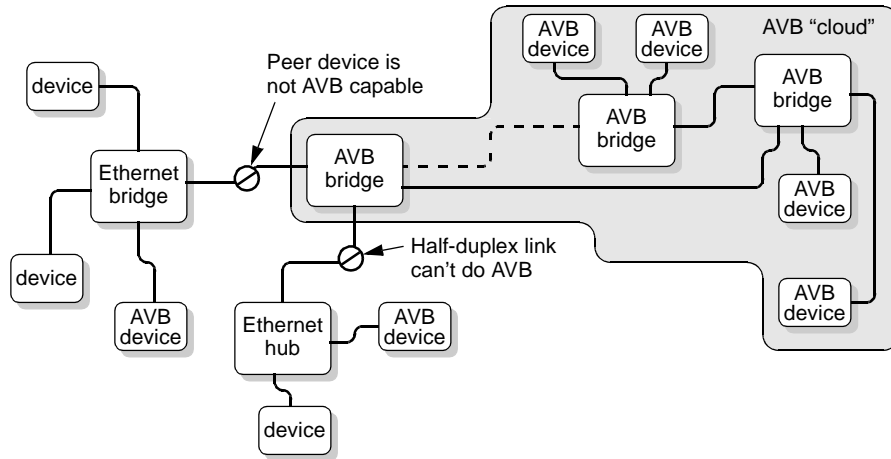 AVB “cloud”
AVB
device
AVB
device
Peer device is
not AVB capable
device
AVB
bridge
AVB
bridge
Ethernet
bridge
AVB
bridge
AVB
device
Half-duplex link
can't do AVB
device
AVB
device
AVB
device
Ethernet
hub
AVB
device
device